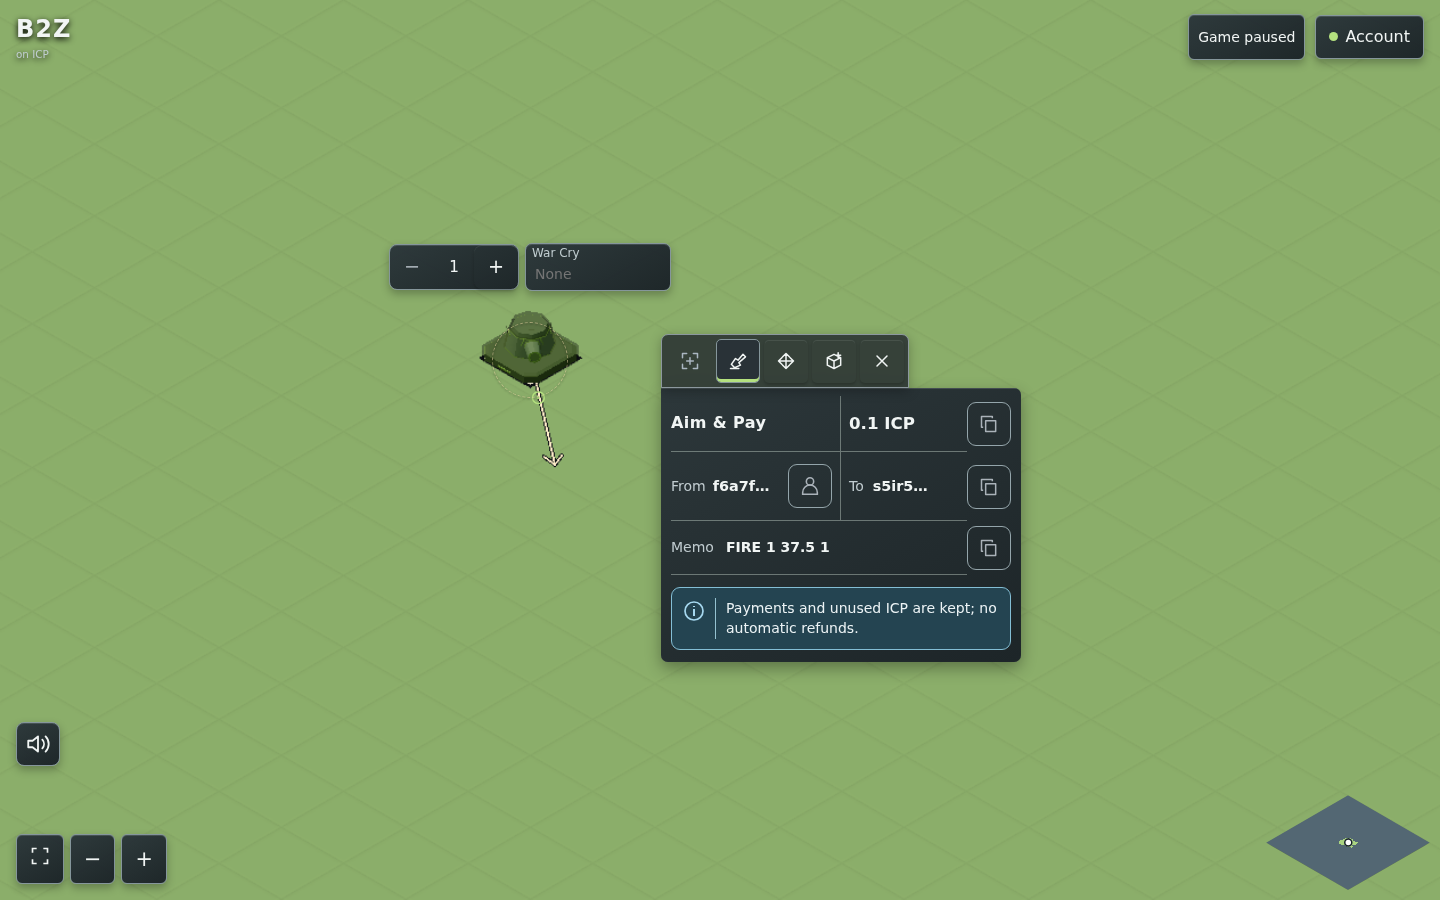 B2Z
on ICP
Game paused
Account
1
War Cry
None
Aim & Pay
0.1 ICP
From f6a7f...
To s5ir5...
Memo FIRE 1 37.5 1
Payments and unused ICP are kept; no
automatic refunds.